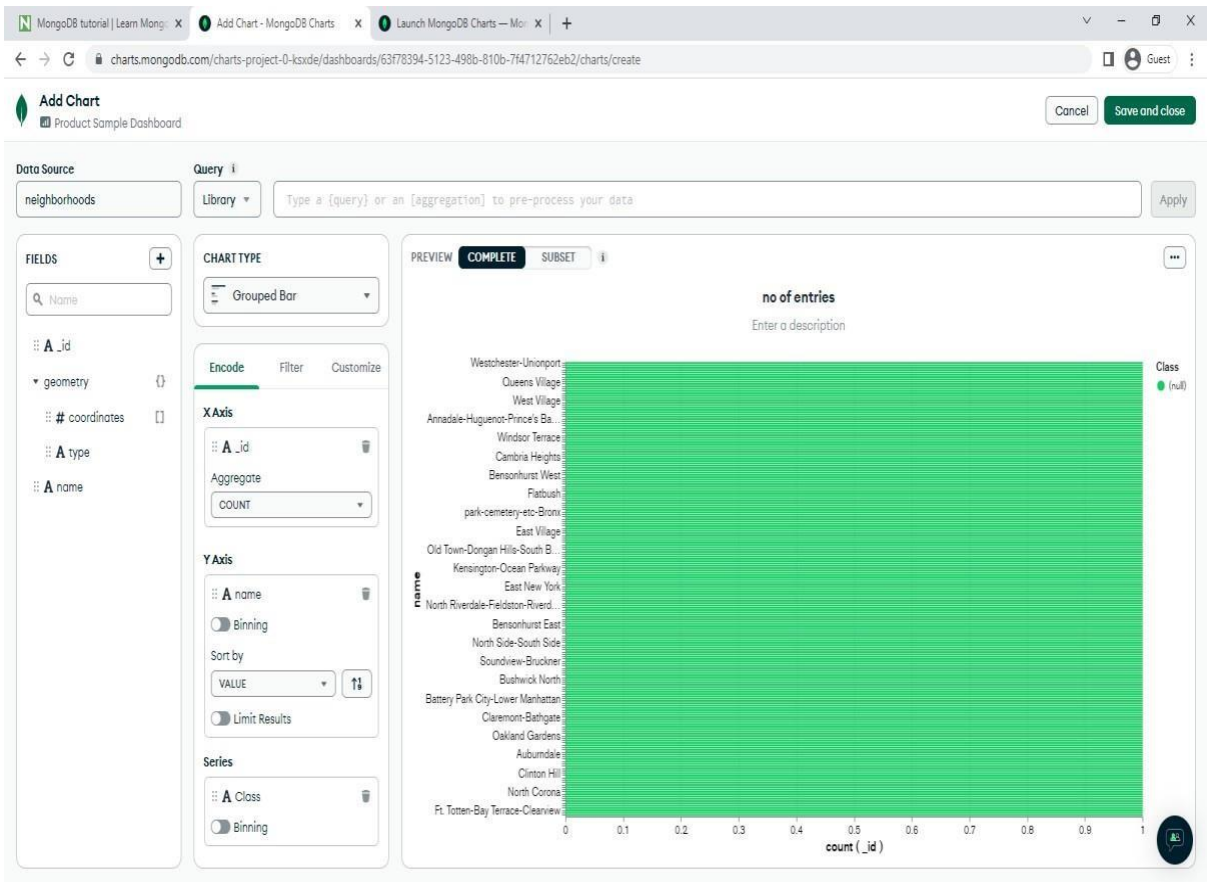 MongoDB tutorial | Learn Mong
Add Chart - MongoDB Charts
Launch MongoDB Charts — Mo
charts.mongodb.com/charts-project-0-ksxde/dashboards/63f78394-5123-498b-810b-7f4712762eb2/charts/create
Guest
Add Chart
Product Sample Dashboard
Cancel
Save and close
Data Source
Query i
neighborhoods
Library
Type a {query} or an [aggregation] to pre-process your data
Apply
FIELDS
+
Name
A _id
geometry {}
# coordinates []
A type
A name
CHART TYPE
Grouped Bar
Encode Filter Customize
X Axis
A _id
Aggregate
COUNT
Y Axis
A name
Binning
Sort by
VALUE
Limit Results
Series
A Class
Binning
PREVIEW COMPLETE SUBSET i
no of entries
Enter a description
Westchester-Unionport
Queens Village
West Village
Annadale-Huguenot-Prince's Ba...
Windsor Terrace
Cambria Heights
Bensonhurst West
Flatbush
park-cemetery-etc-Bronx
East Village
Old Town-Dongan Hills-South B...
Kensington-Ocean Parkway
East New York
North Riverdale-Fieldston-Riverd...
Bensonhurst East
North Side-South Side
Soundview-Bruckner
Bushwick North
Battery Park City-Lower Manhattan
Claremont-Bathgate
Oakland Gardens
Auburndale
Clinton Hill
North Corona
Ft. Totten-Bay Terrace-Clearview
name
0 0.1 0.2 0.3 0.4 0.5 0.6 0.7 0.8 0.9 1
count ( _id )
Class
(null)